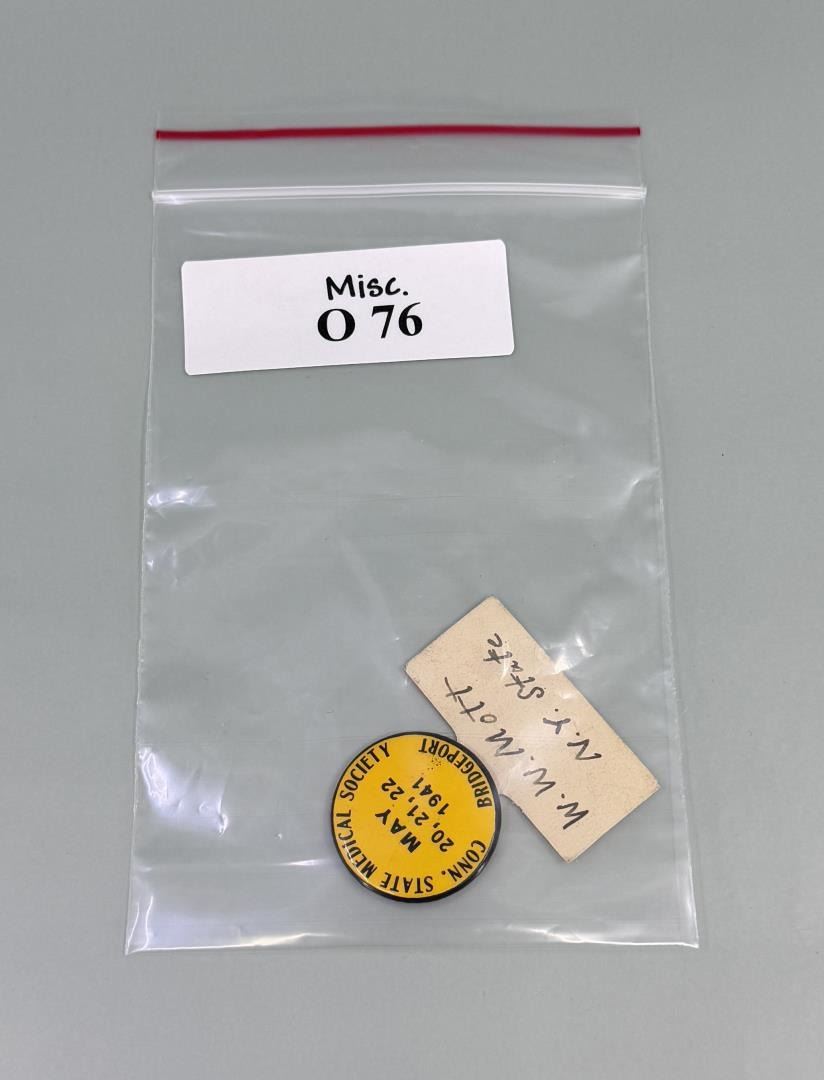 Misc.
O 76
W. W. Mott
N.Y. State
CONN. STATE MEDICAL SOCIETY
MAY
20, 21, 22
1941
BRIDGEPORT